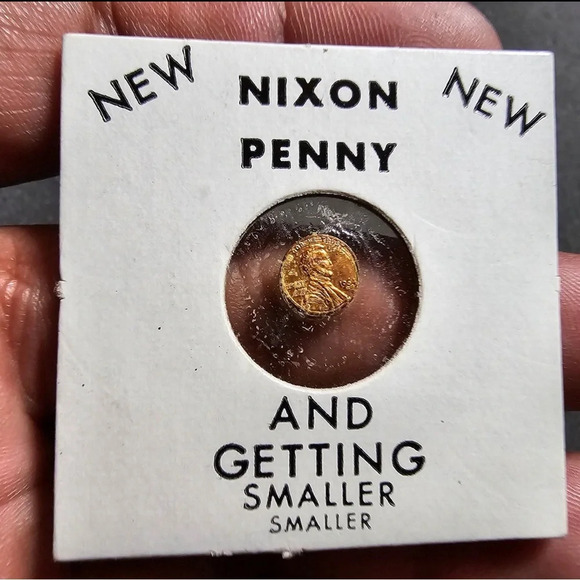 NEW
NIXON
NEW
PENNY
AND
GETTING
SMALLER
SMALLER